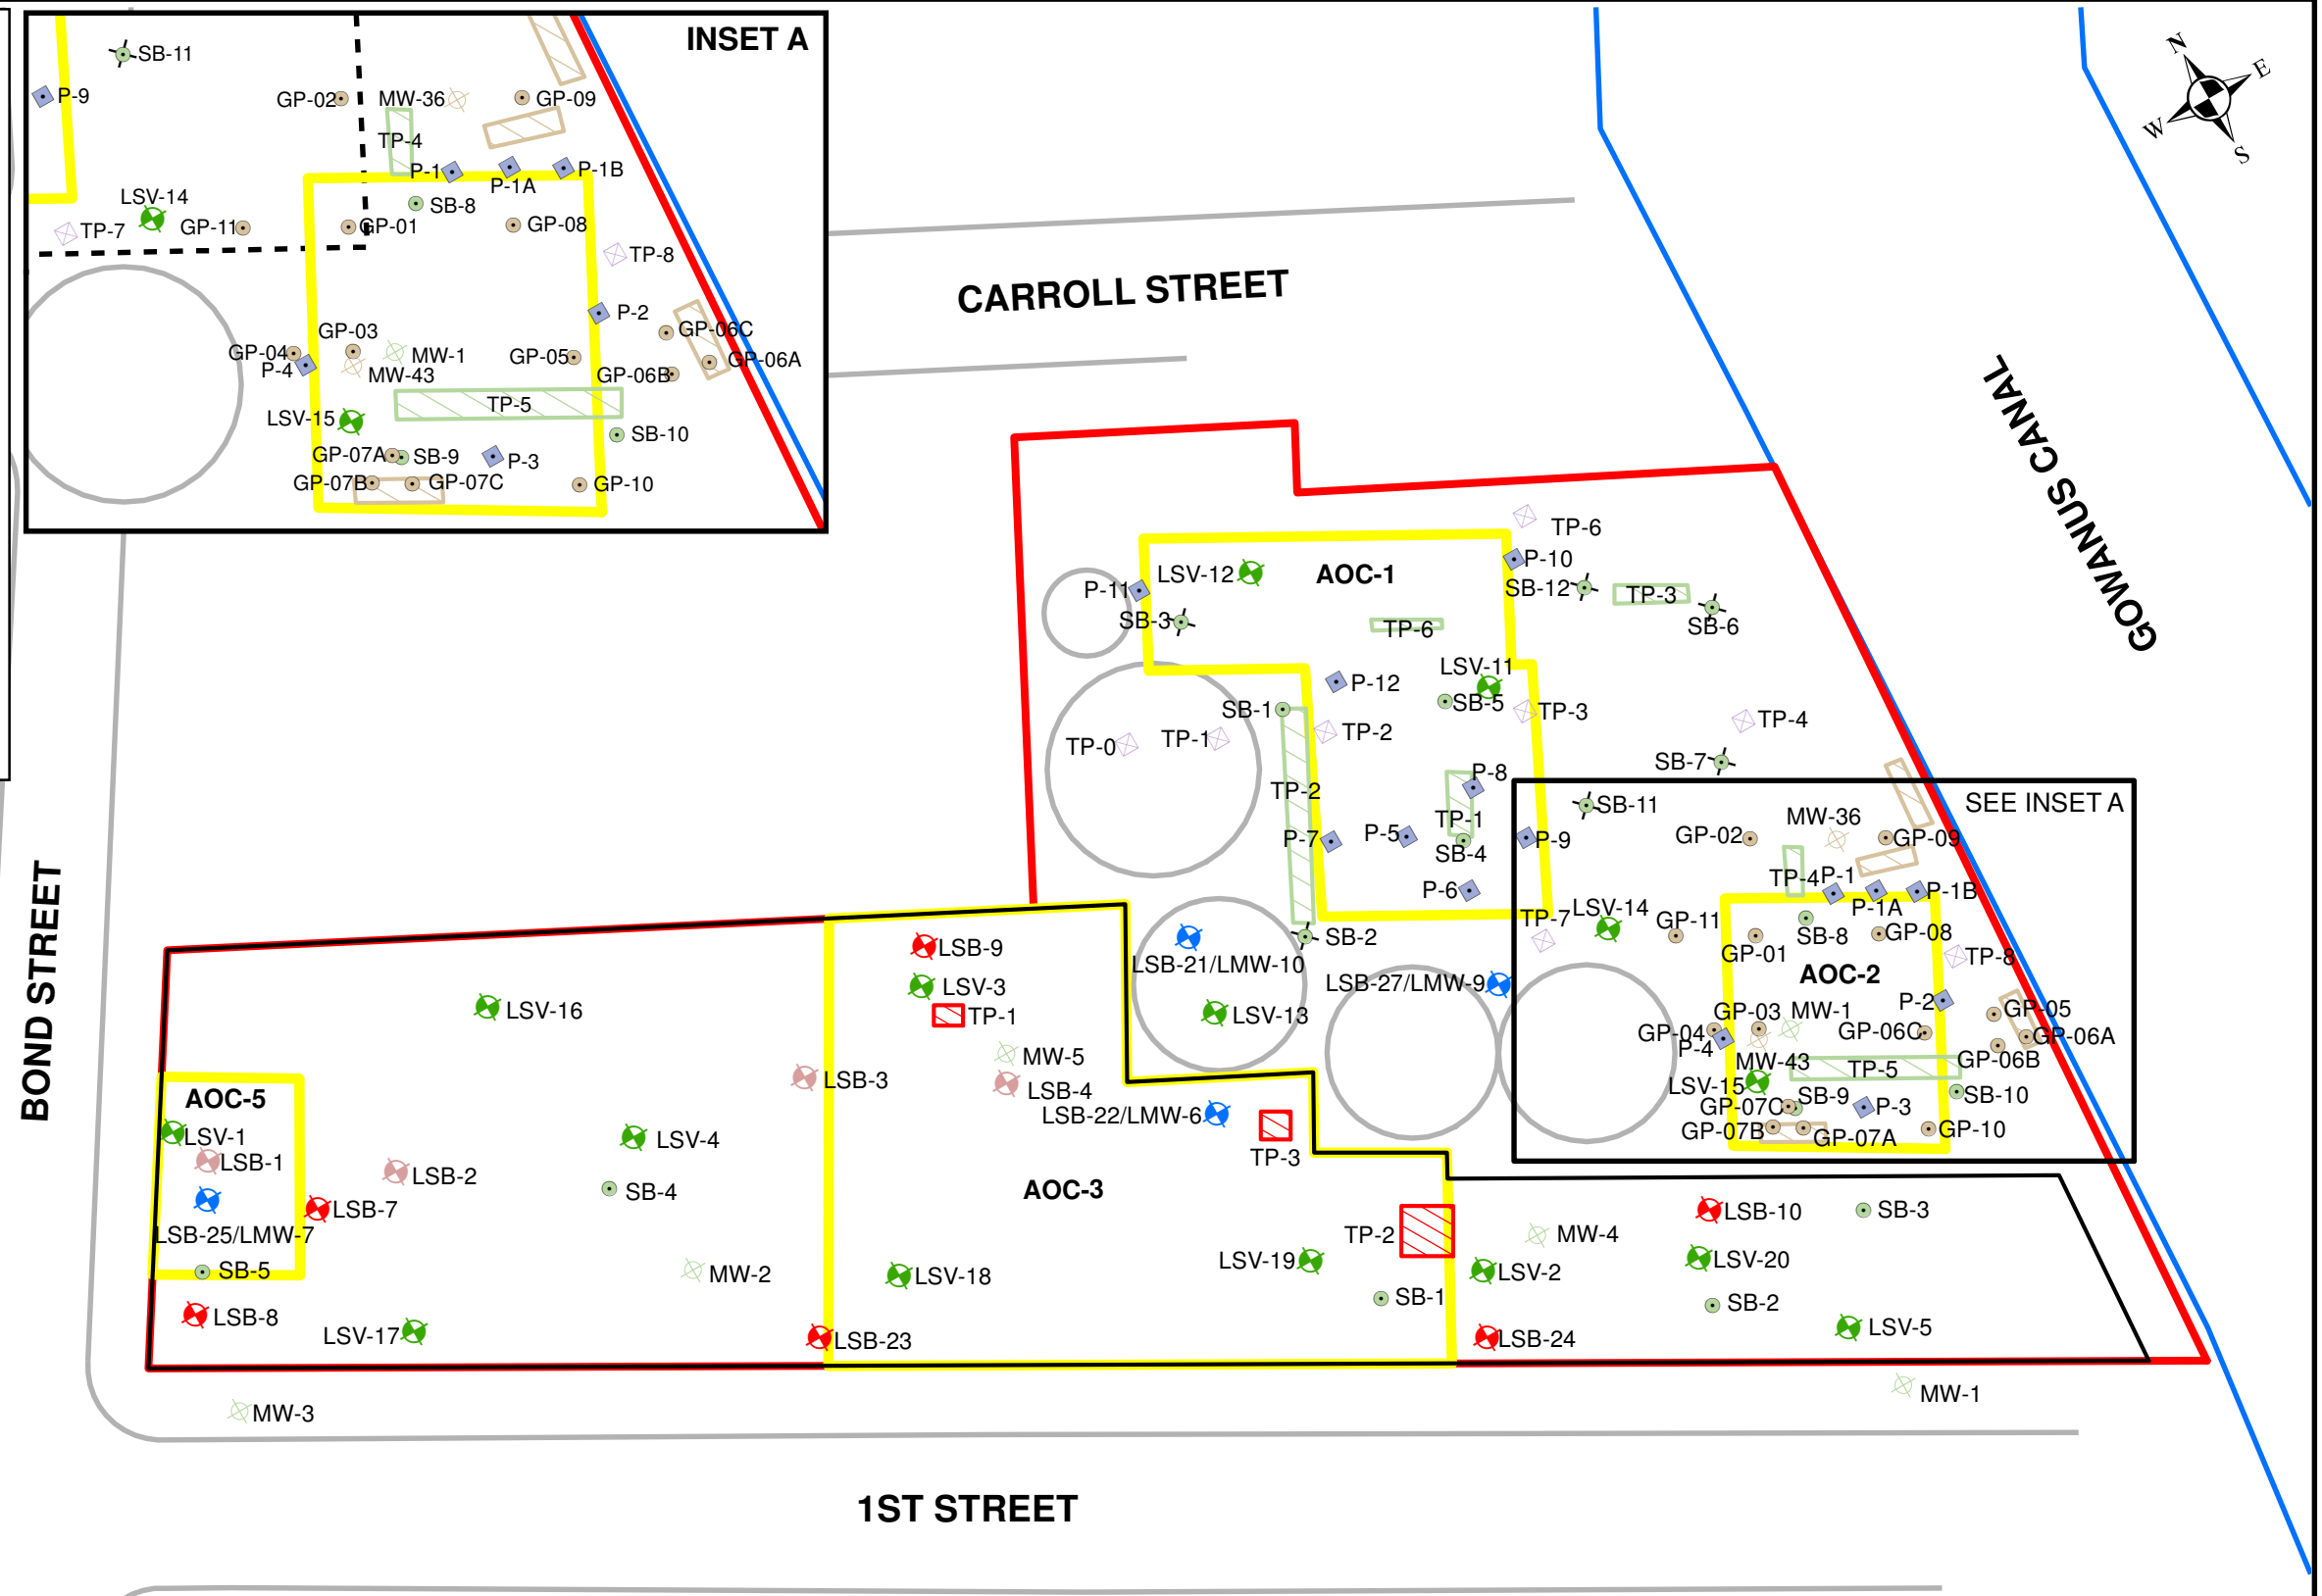 INSET A
SB-11
P-9
GP-02
MW-36
GP-09
TP-4
P-1
P-1A
P-1B
LSV-14
SB-8
TP-7
GP-11
GP-01
GP-08
TP-8
P-2
GP-03
GP-06C
GP-04
MW-1
GP-05
GP-06A
P-4
MW-43
GP-06B
TP-5
LSV-15
SB-10
GP-07A
SB-9
P-3
GP-07B
GP-07C
GP-10
N
E
W
S
CARROLL STREET
GOWANUS CANAL
TP-6
P-10
LSV-12
AOC-1
P-11
SB-12
TP-3
SB-3
TP-6
SB-6
LSV-11
P-12
SB-5
SB-1
TP-3
TP-4
TP-0
TP-1
TP-2
SB-7
P-8
TP-2
SEE INSET A
SB-11
TP-1
MW-36
P-7
P-5
P-9
GP-02
GP-09
SB-4
TP-4
P-1
P-6
P-1B
P-1A
TP-7
LSV-14
GP-11
SB-2
SB-8
GP-08
LSB-9
GP-01
TP-8
LSB-21/LMW-10
AOC-2
LSB-27/LMW-9
LSV-3
P-2
LSV-16
TP-1
LSV-13
GP-03
MW-1
GP-05
GP-04
GP-06C
GP-06A
P-4
MW-5
MW-43
GP-06B
TP-5
LSB-3
LSB-4
LSV-15
SB-9
SB-10
AOC-5
GP-07C
P-3
LSB-22/LMW-6
GP-07B
GP-07A
GP-10
BOND STREET
LSV-1
LSV-4
LSB-1
TP-3
LSB-2
SB-4
AOC-3
LSB-7
LSB-10
SB-3
LSB-25/LMW-7
TP-2
MW-4
SB-5
MW-2
LSV-18
LSV-19
LSV-2
LSV-20
SB-1
SB-2
LSB-8
LSV-17
LSB-23
LSB-24
LSV-5
MW-3
MW-1
1ST STREET